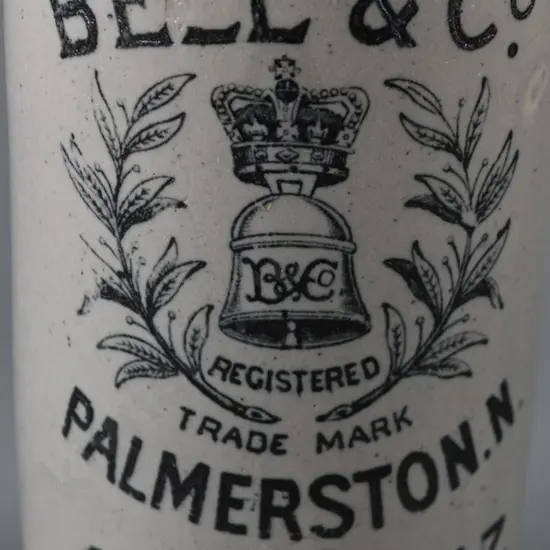 BELL & Co.
B & Co
REGISTERED
TRADE MARK
PALMERSTON. N.